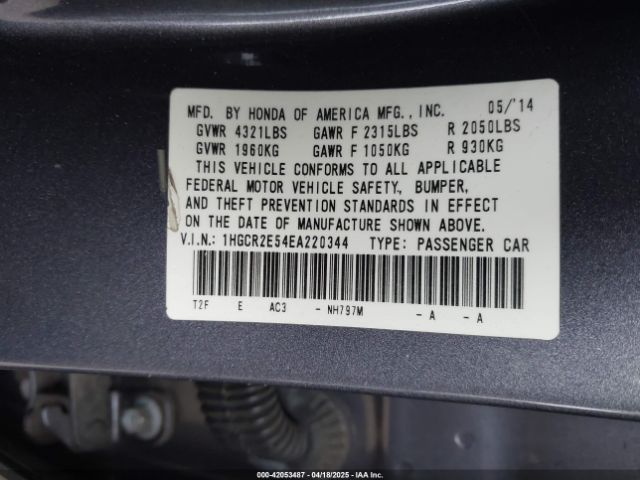 MFD. BY HONDA OF AMERICA MFG., INC. 05/'14
GVWR 4321LBS GAWR F 2315LBS R 2050LBS
GVWR 1960KG GAWR F 1050KG R 930KG
THIS VEHICLE CONFORMS TO ALL APPLICABLE
FEDERAL MOTOR VEHICLE SAFETY, BUMPER,
AND THEFT PREVENTION STANDARDS IN EFFECT
ON THE DATE OF MANUFACTURE SHOWN ABOVE.
V.I.N.: 1HGCR2E54EA220344 TYPE: PASSENGER CAR
T2F E AC3 - NH797M - A - A
000-42053487 - 04/18/2025 - IAAI.COM